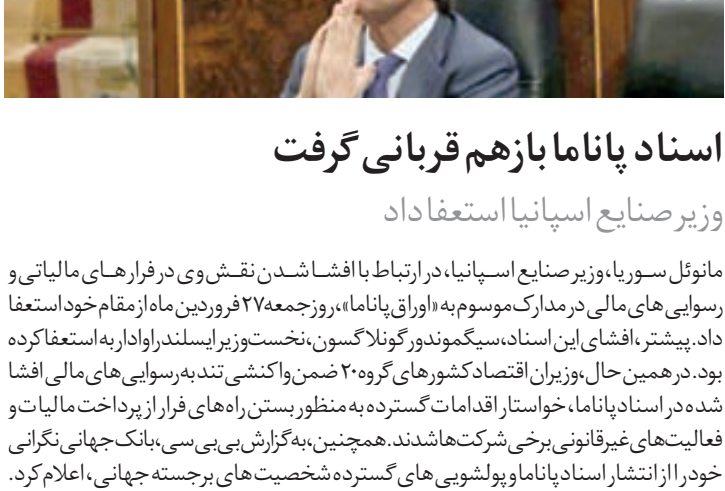 اسناد پاناما بازهم قربانی گرفت
وزیر صنایع اسپانیا استعفا داد
مانوئل سوریا، وزیر صنایع اسپانیا، در ارتباط با افشا شدن نقش وی در فرارهای مالیاتی و
رسوایی های مالی در مدارک موسوم به «اوراق پاناما»، روز جمعه ۲۷ فروردین ماه از مقام خود استعفا
داد. پیشتر، افشای این اسناد، سیگموندور گونلاگسون، نخست وزیر ایسلند را وادار به استعفا کرده
بود. در همین حال، وزیران اقتصاد کشورهای گروه ۲۰ ضمن واکنشی تند به رسوایی های مالی افشا
شده در اسناد پاناما، خواستار اقدامات گسترده به منظور بستن راه های فرار از پرداخت مالیات و
فعالیت های غیرقانونی برخی شرکت ها شدند. همچنین، به گزارش بی بی سی، بانک جهانی نگرانی
خود را از انتشار اسناد پاناما و پولشویی های گسترده شخصیت های برجسته جهانی، اعلام کرد.